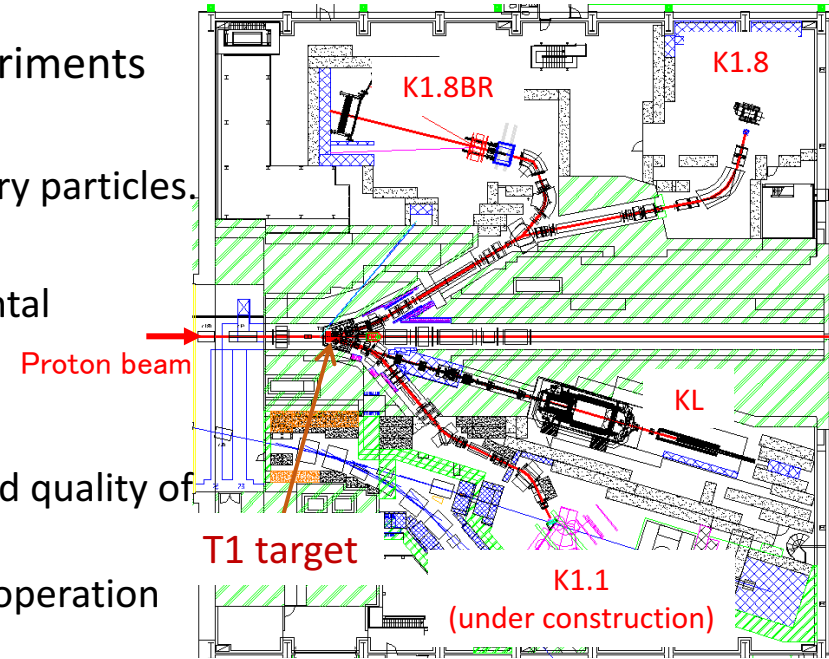 riments
K1.8BR
K1.8
ry particles.
ntal
Proton beam
KL
d quality of
T1 target
operation
K1.1
(under construction)